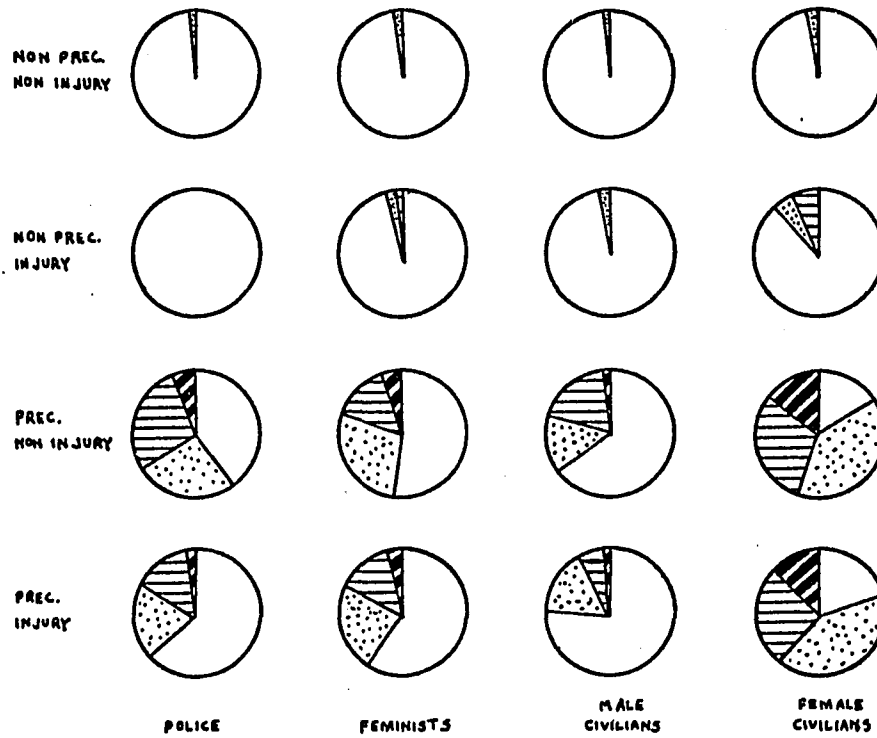 NON PREC.
NON INJURY
NON PREC.
INJURY
PREC.
NON INJURY
PREC.
INJURY
POLICE
FEMINISTS
MALE
CIVILIANS
FEMALE
CIVILIANS